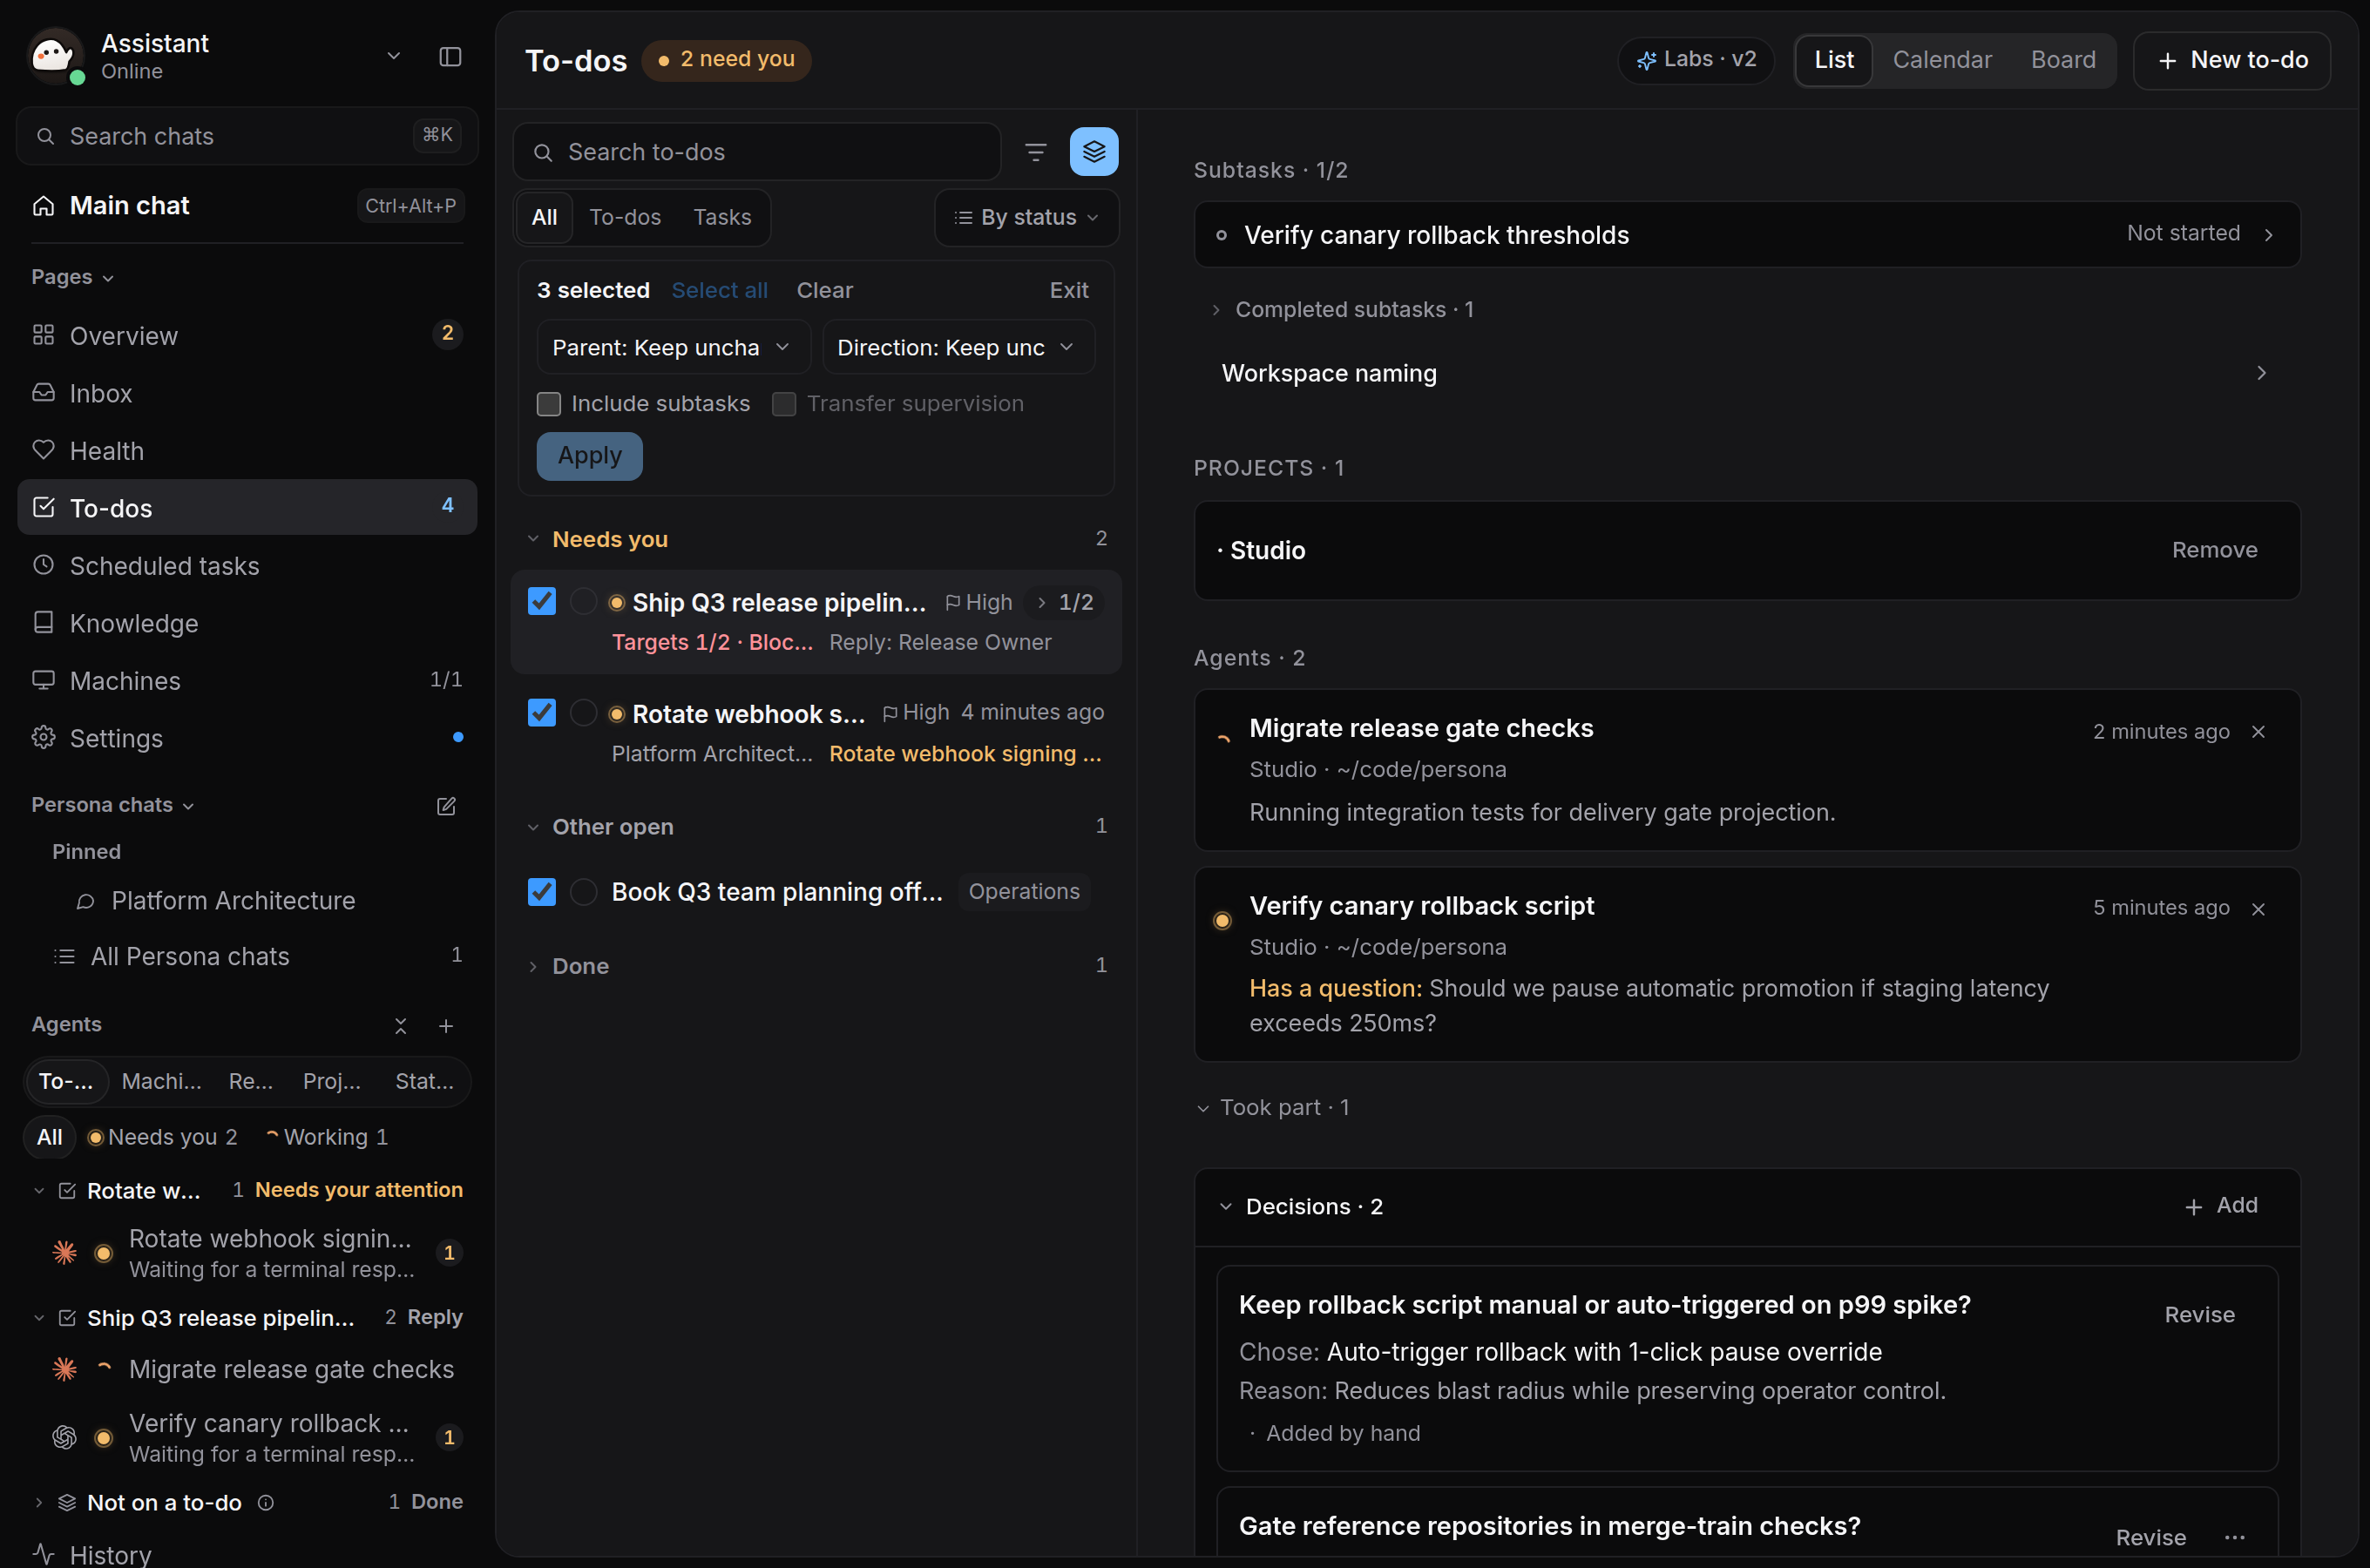 Assistant
Online
Search chats ⌘K
Main chat Ctrl+Alt+P
Pages
Overview 2
Inbox
Health
To-dos 4
Scheduled tasks
Knowledge
Machines 1/1
Settings
Persona chats
Pinned
Platform Architecture
All Persona chats 1
Agents
To-... Machi... Re... Proj... Stat...
All Needs you 2 Working 1
Rotate w... 1 Needs your attention
Rotate webhook signin... 1
Waiting for a terminal resp...
Ship Q3 release pipelin... 2 Reply
Migrate release gate checks
Verify canary rollback ... 1
Waiting for a terminal resp...
Not on a to-do 1 Done
History
To-dos 2 need you
Labs · v2 List Calendar Board + New to-do
Search to-dos
All To-dos Tasks By status
3 selected Select all Clear Exit
Parent: Keep uncha Direction: Keep unc
Include subtasks Transfer supervision
Apply
Needs you 2
Ship Q3 release pipelin... High 1/2
Targets 1/2 · Bloc... Reply: Release Owner
Rotate webhook s... High 4 minutes ago
Platform Architect... Rotate webhook signing ...
Other open 1
Book Q3 team planning off... Operations
Done 1
Subtasks · 1/2
Verify canary rollback thresholds Not started
Completed subtasks · 1
Workspace naming
PROJECTS · 1
· Studio Remove
Agents · 2
Migrate release gate checks 2 minutes ago
Studio · ~/code/persona
Running integration tests for delivery gate projection.
Verify canary rollback script 5 minutes ago
Studio · ~/code/persona
Has a question: Should we pause automatic promotion if staging latency
exceeds 250ms?
Took part · 1
Decisions · 2 + Add
Keep rollback script manual or auto-triggered on p99 spike? Revise
Chose: Auto-trigger rollback with 1-click pause override
Reason: Reduces blast radius while preserving operator control.
· Added by hand
Gate reference repositories in merge-train checks? Revise ...